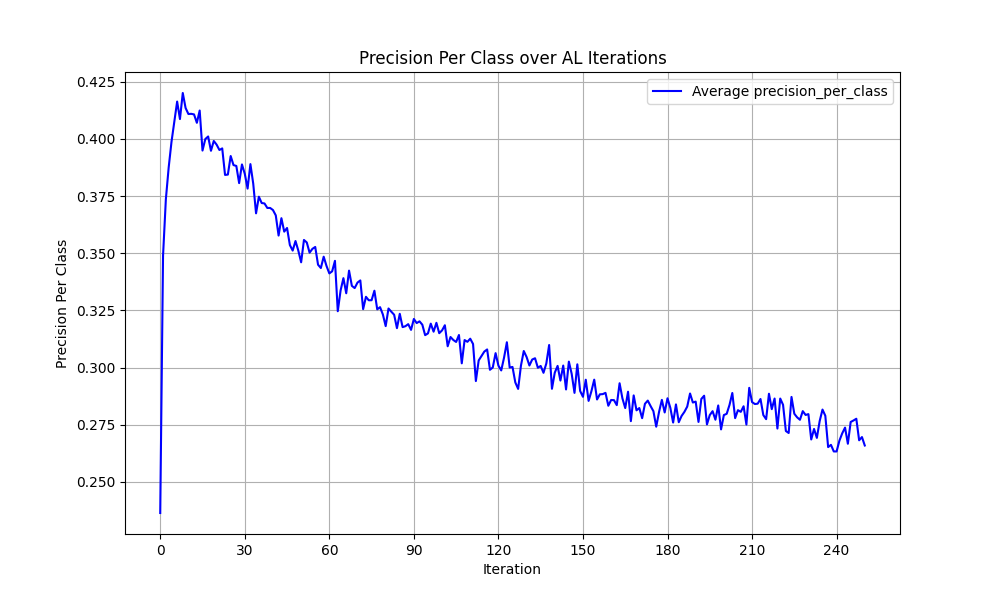 Precision Per Class over AL Iterations
Average precision_per_class
Precision Per Class
0.425
0.400
0.375
0.350
0.325
0.300
0.275
0.250
0 30 60 90 120 150 180 210 240
Iteration